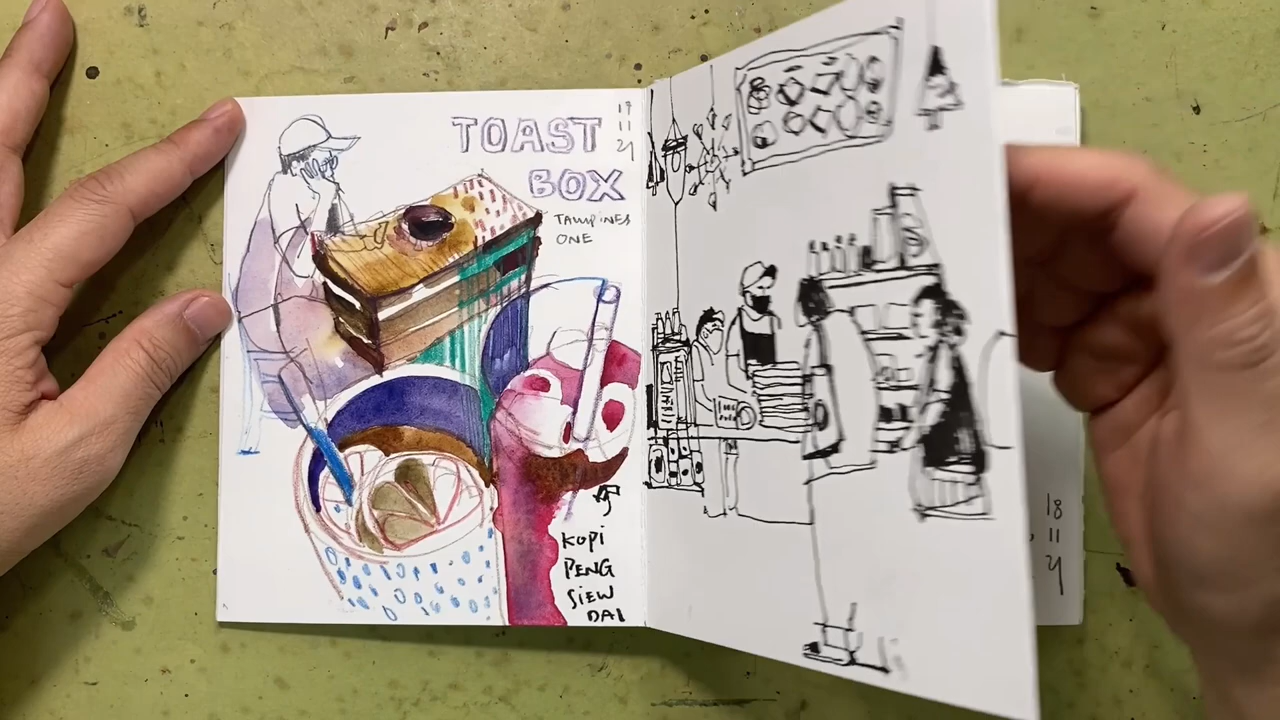 TOAST
BOX
19
11
21
TAMPINES
ONE
KOPI
PENG
SIEW
DAI
18
11
21